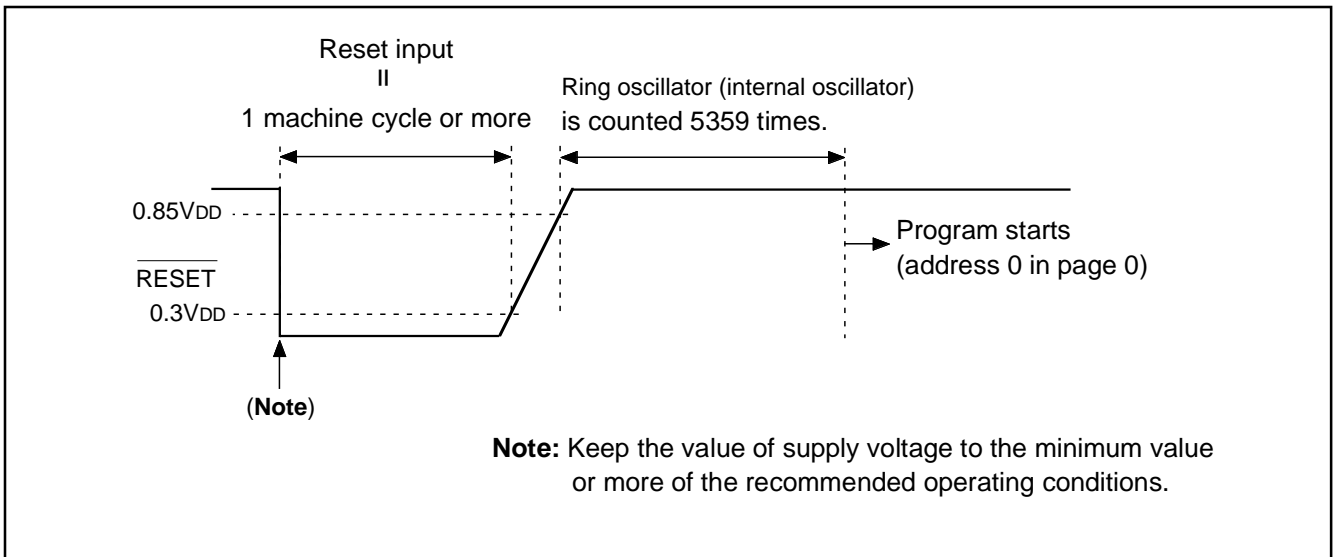 Reset input
=
1 machine cycle or more
Ring oscillator (internal oscillator)
is counted 5359 times.
0.85VDD
RESET
0.3VDD
Program starts
(address 0 in page 0)
(Note)
Note: Keep the value of supply voltage to the minimum value
or more of the recommended operating conditions.